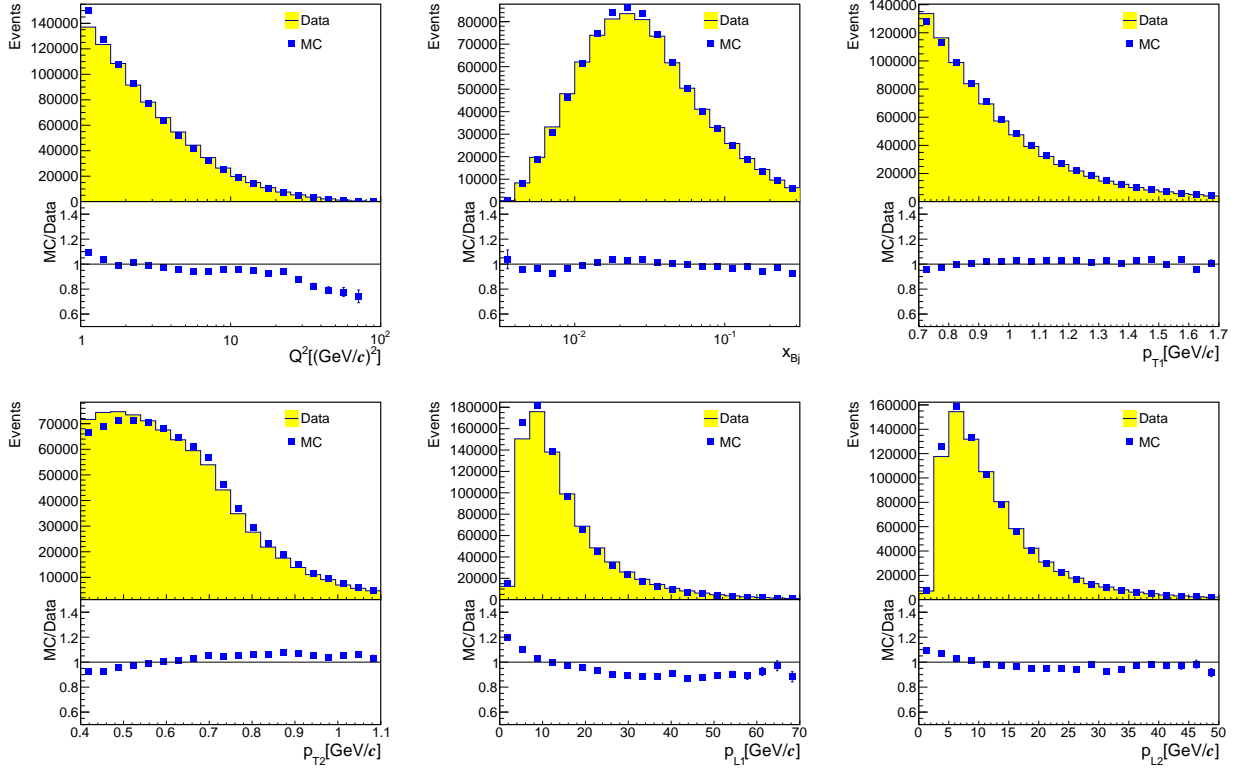 Events
140000
120000
100000
80000
60000
40000
20000
0
Data
MC
MC/Data
1.4
1.2
1
0.8
0.6
1 10 10²
Q²[(GeV/c)²]
Events
80000
70000
60000
50000
40000
30000
20000
10000
0
Data
MC
MC/Data
1.4
1.2
1
0.8
0.6
10⁻² 10⁻¹
x_Bj
Events
140000
120000
100000
80000
60000
40000
20000
0
Data
MC
MC/Data
1.4
1.2
1
0.8
0.6
0.7 0.8 0.9 1 1.1 1.2 1.3 1.4 1.5 1.6 1.7
p_T1[GeV/c]
Events
70000
60000
50000
40000
30000
20000
10000
Data
MC
MC/Data
1.4
1.2
1
0.8
0.6
0.4 0.5 0.6 0.7 0.8 0.9 1 1.1
p_T2[GeV/c]
Events
180000
160000
140000
120000
100000
80000
60000
40000
20000
0
Data
MC
MC/Data
1.4
1.2
1
0.8
0.6
0 10 20 30 40 50 60 70
p_L1[GeV/c]
Events
160000
140000
120000
100000
80000
60000
40000
20000
0
Data
MC
MC/Data
1.4
1.2
1
0.8
0.6
0 5 10 15 20 25 30 35 40 45 50
p_L2[GeV/c]